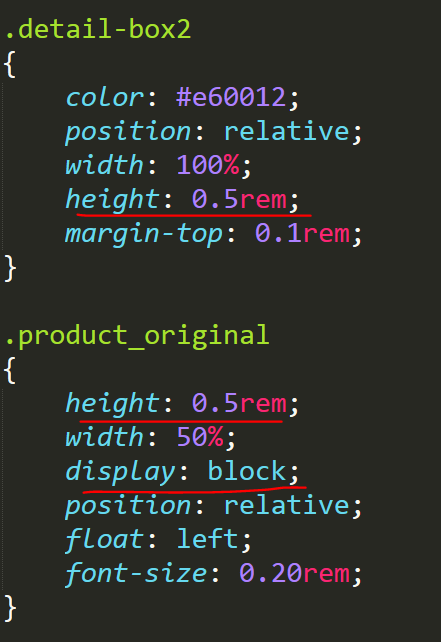 .detail-box2
{
    color: #e60012;
    position: relative;
    width: 100%;
    height: 0.5rem;
    margin-top: 0.1rem;
}

.product_original
{
    height: 0.5rem;
    width: 50%;
    display: block;
    position: relative;
    float: left;
    font-size: 0.20rem;
}